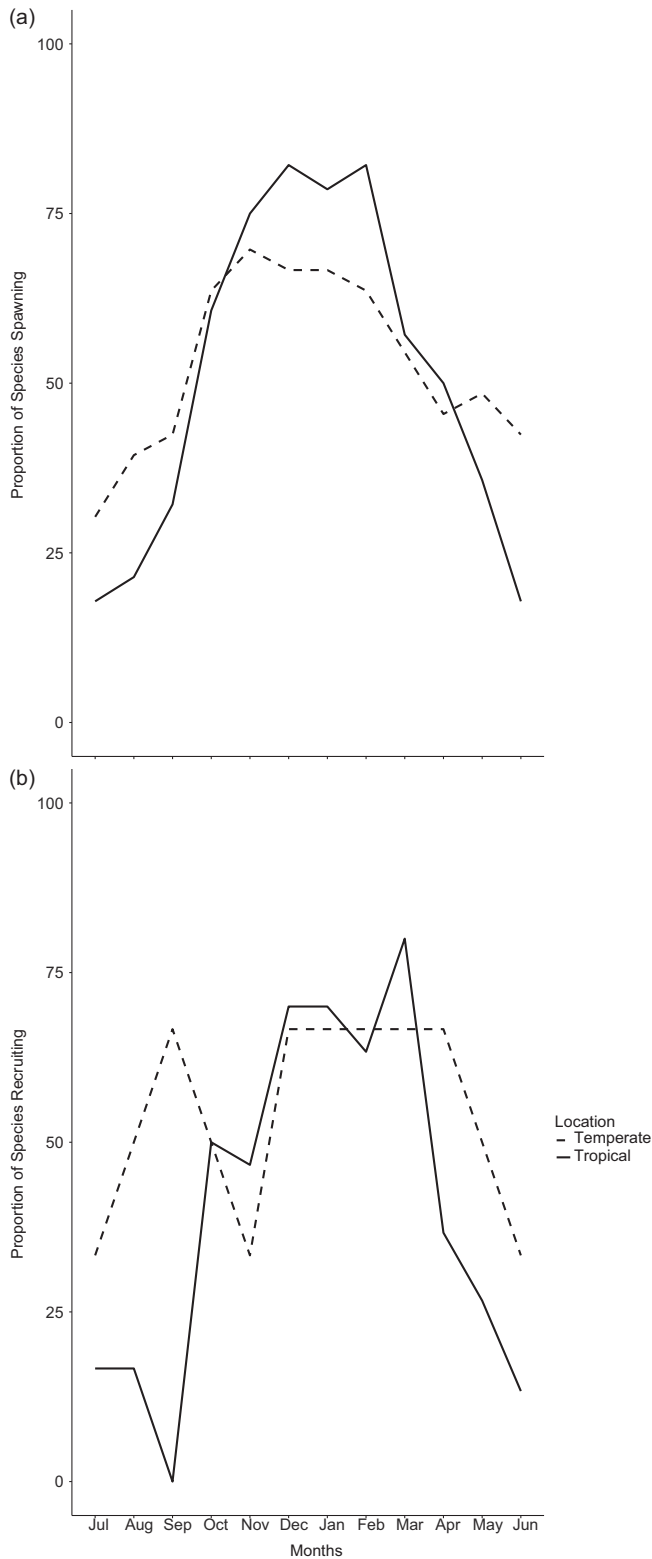 (a)
100
75
50
25
0
Proportion of Species Spawning
(b)
100
75
50
25
0
Proportion of Species Recruiting
Jul Aug Sep Oct Nov Dec Jan Feb Mar Apr May Jun
Months
Location
Temperate
Tropical